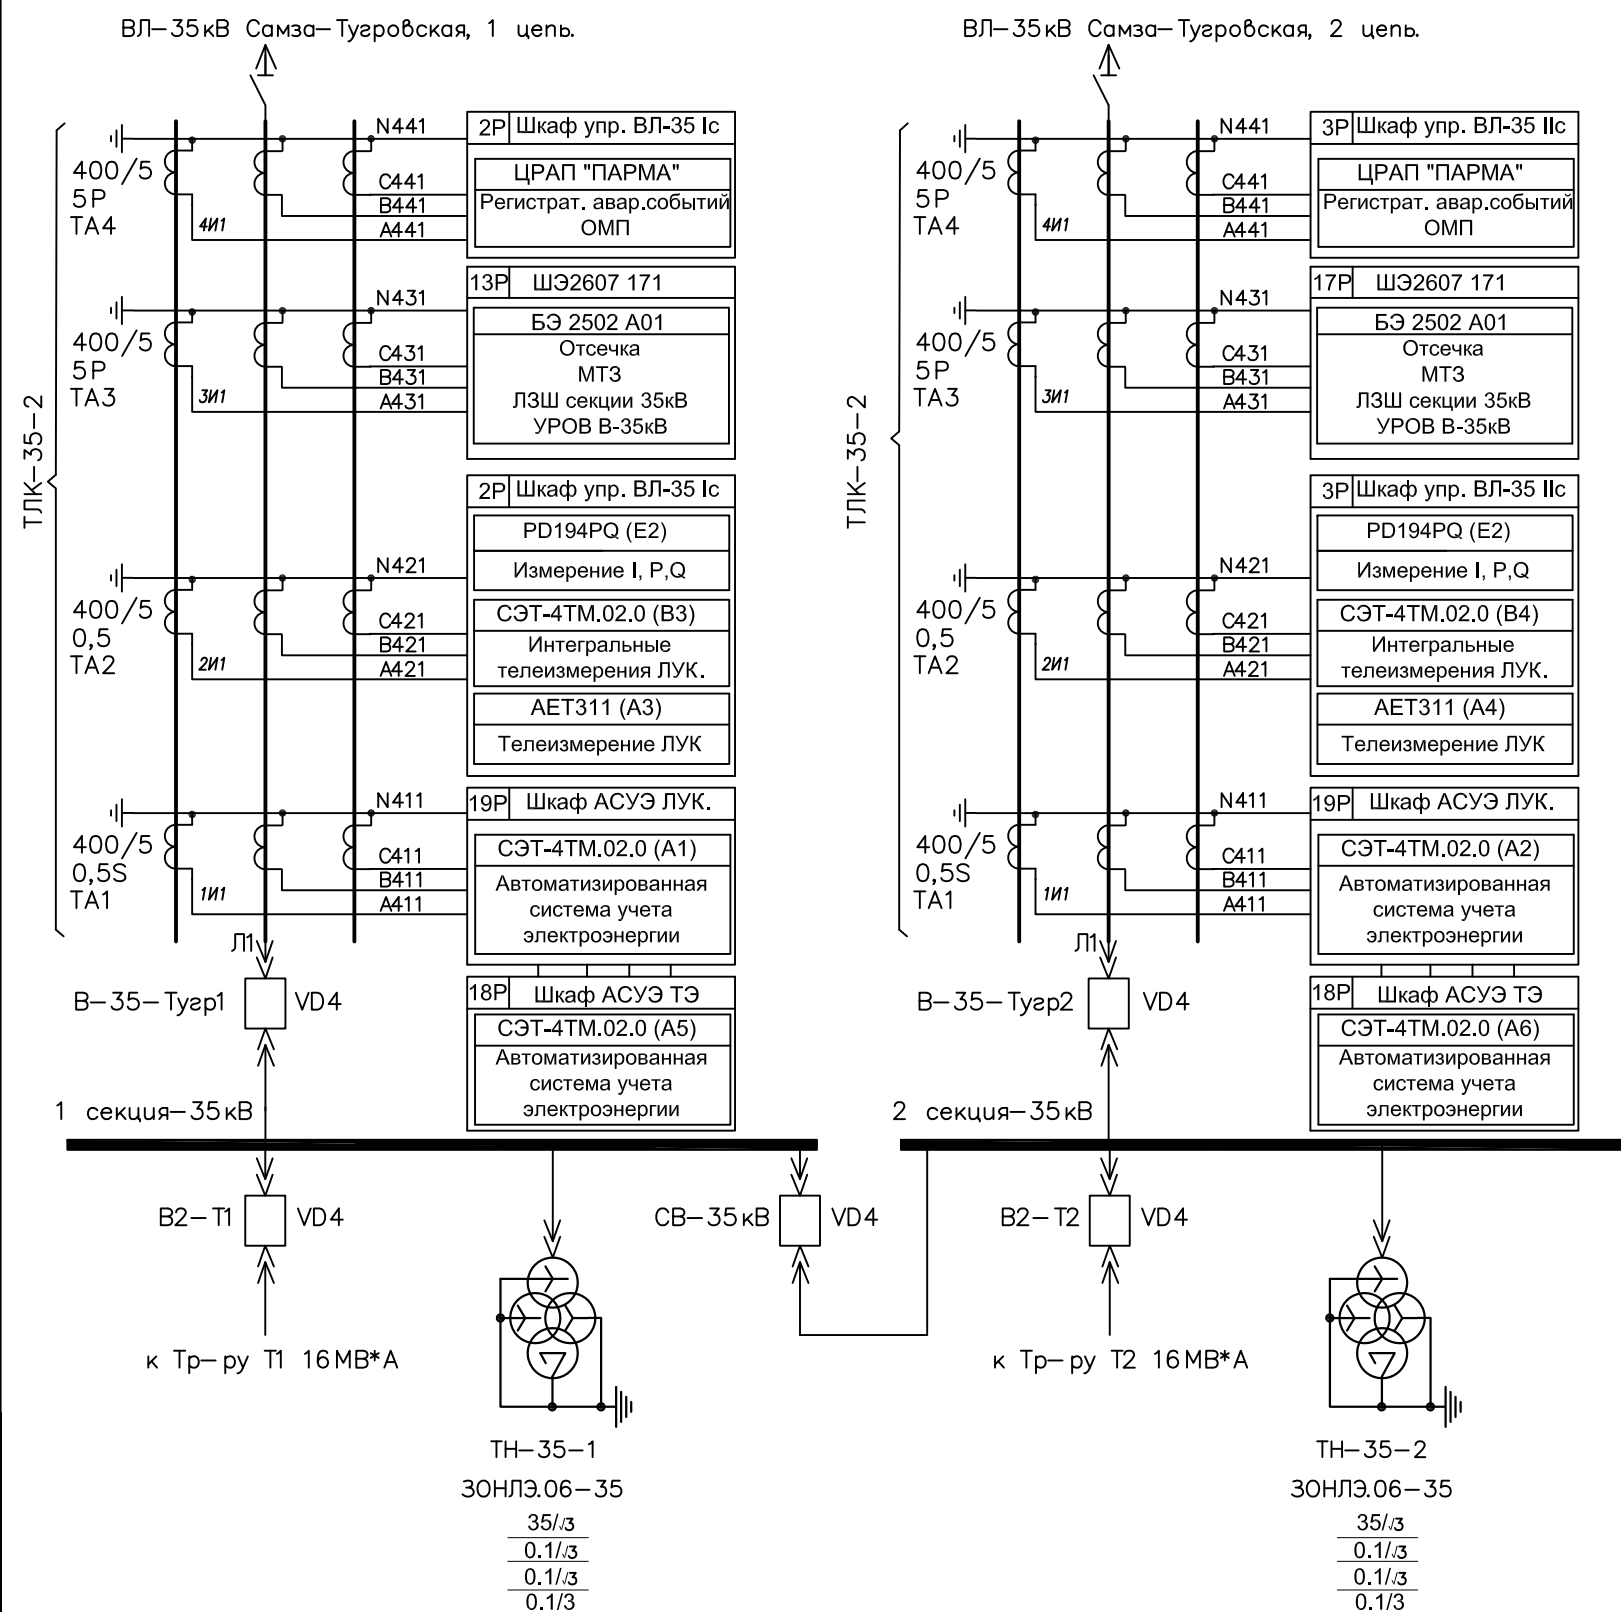 ВЛ-35кВ Самза-Тугровская, 1 цепь.
ТЛК-35-2
400/5
5Р
ТА4
4И1
N441
C441
B441
A441
2Р Шкаф упр. ВЛ-35 Iс
ЦРАП "ПАРМА"
Регистрат. авар.событий
ОМП
400/5
5Р
ТА3
3И1
N431
C431
B431
A431
13Р ШЭ2607 171
БЭ 2502 А01
Отсечка
МТЗ
ЛЗШ секции 35кВ
УРОВ В-35кВ
400/5
0,5
ТА2
2И1
N421
C421
B421
A421
2Р Шкаф упр. ВЛ-35 Iс
PD194PQ (E2)
Измерение I, P,Q
СЭТ-4ТМ.02.0 (В3)
Интегральные
телеизмерения ЛУК.
АЕТ311 (А3)
Телеизмерение ЛУК
400/5
0,5S
ТА1
1И1
N411
C411
B411
A411
19Р Шкаф АСУЭ ЛУК.
СЭТ-4ТМ.02.0 (А1)
Автоматизированная
система учета
электроэнергии
18Р Шкаф АСУЭ ТЭ
СЭТ-4ТМ.02.0 (А5)
Автоматизированная
система учета
электроэнергии
Л1
В-35-Тугр1 VD4
1 секция-35кВ
В2-Т1 VD4
к Тр-ру Т1 16МВ*А
СВ-35кВ VD4
ТН-35-1
ЗОНЛЭ.06-35
35/√3
0.1/√3
0.1/√3
0.1/3
ВЛ-35кВ Самза-Тугровская, 2 цепь.
ТЛК-35-2
400/5
5Р
ТА4
4И1
N441
C441
B441
A441
3Р Шкаф упр. ВЛ-35 IIс
ЦРАП "ПАРМА"
Регистрат. авар.событий
ОМП
400/5
5Р
ТА3
3И1
N431
C431
B431
A431
17Р ШЭ2607 171
БЭ 2502 А01
Отсечка
МТЗ
ЛЗШ секции 35кВ
УРОВ В-35кВ
400/5
0,5
ТА2
2И1
N421
C421
B421
A421
3Р Шкаф упр. ВЛ-35 IIс
PD194PQ (E2)
Измерение I, P,Q
СЭТ-4ТМ.02.0 (В4)
Интегральные
телеизмерения ЛУК.
АЕТ311 (А4)
Телеизмерение ЛУК
400/5
0,5S
ТА1
1И1
N411
C411
B411
A411
19Р Шкаф АСУЭ ЛУК.
СЭТ-4ТМ.02.0 (А2)
Автоматизированная
система учета
электроэнергии
18Р Шкаф АСУЭ ТЭ
СЭТ-4ТМ.02.0 (А6)
Автоматизированная
система учета
электроэнергии
Л1
В-35-Тугр2 VD4
2 секция-35кВ
В2-Т2 VD4
к Тр-ру Т2 16МВ*А
ТН-35-2
ЗОНЛЭ.06-35
35/√3
0.1/√3
0.1/√3
0.1/3